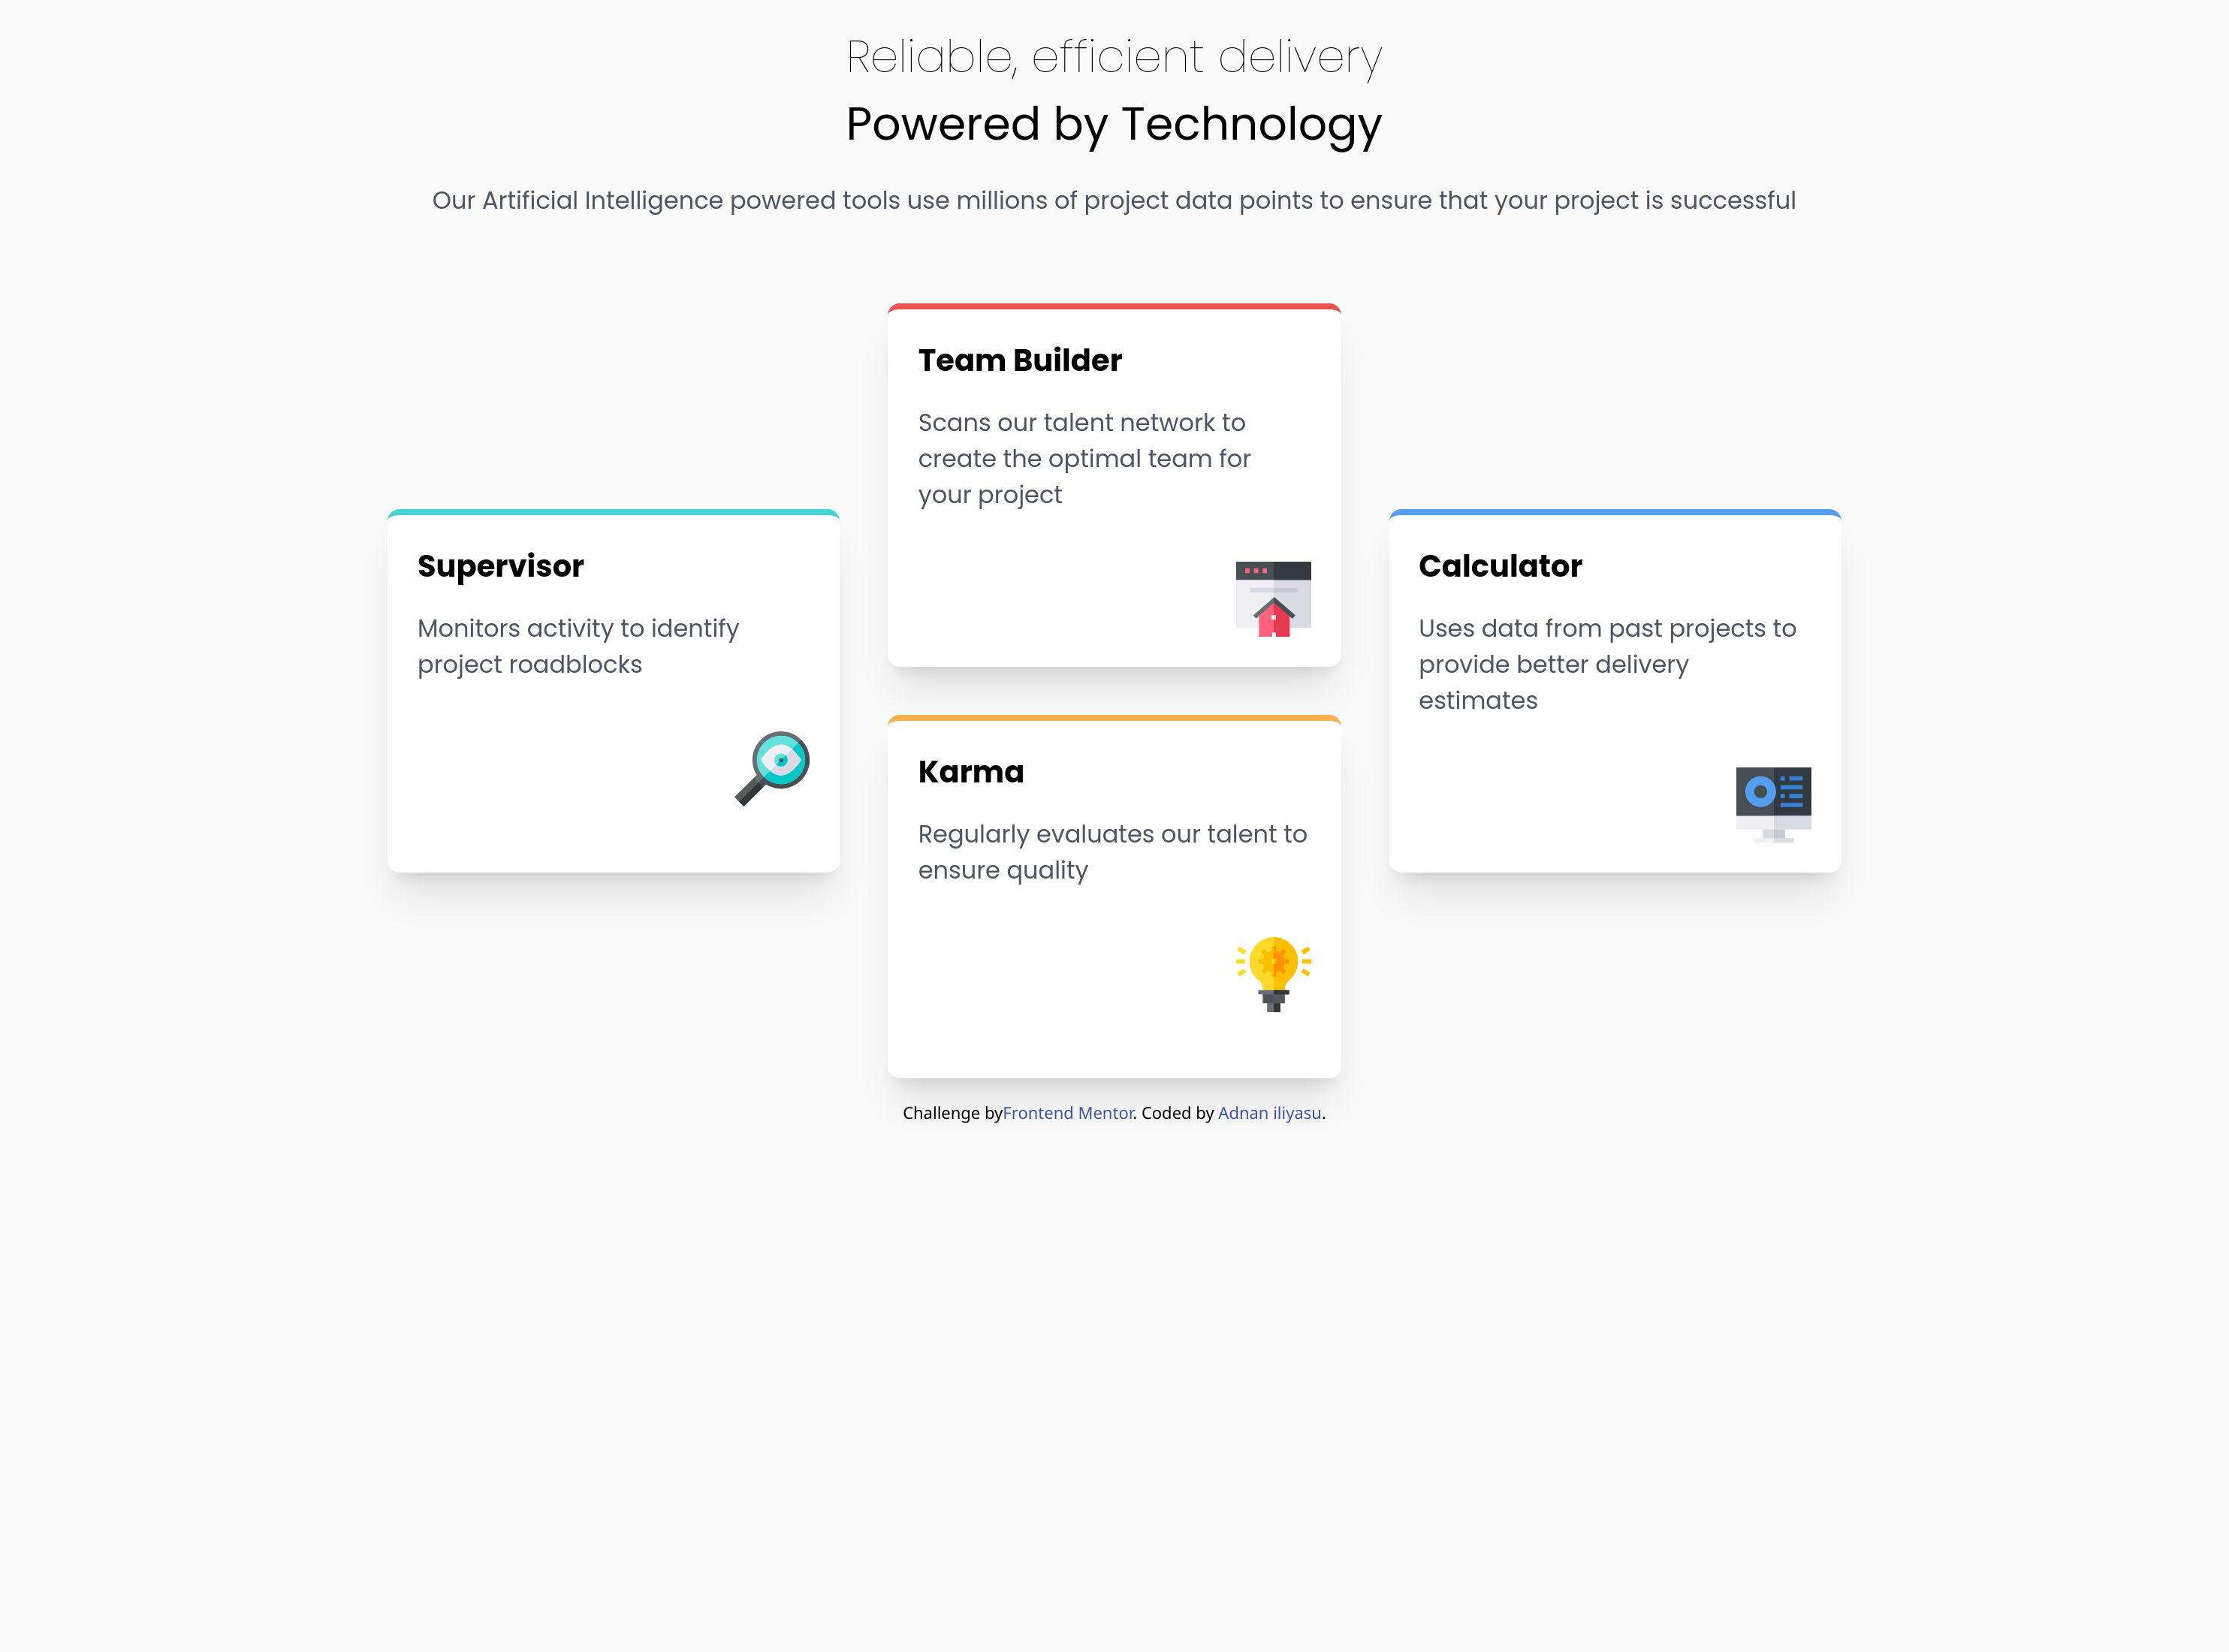 Reliable, efficient delivery
Powered by Technology
Our Artificial Intelligence powered tools use millions of project data points to ensure that your project is successful
Team Builder
Scans our talent network to
create the optimal team for
your project
Supervisor
Monitors activity to identify
project roadblocks
Calculator
Uses data from past projects to
provide better delivery
estimates
Karma
Regularly evaluates our talent to
ensure quality
Challenge byFrontend Mentor. Coded by Adnan iliyasu.